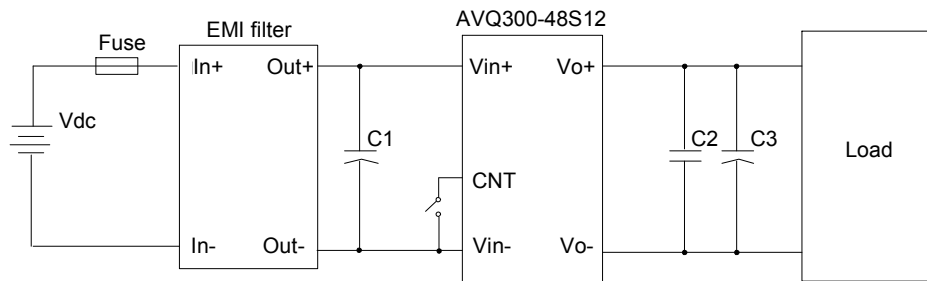 AVQ300-48S12
EMI filter
Fuse
In+
Out+
Vin+
Vo+
Vdc
C1
C2
C3
Load
CNT
In-
Out-
Vin-
Vo-